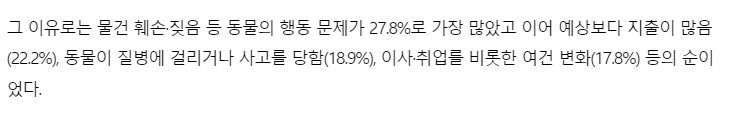 그 이유로는 물건 훼손·짖음 등 동물의 행동 문제가 27.8%로 가장 많았고 이어 예상보다 지출이 많음
(22.2%), 동물이 질병에 걸리거나 사고를 당함(18.9%), 이사·취업를 비롯한 여건 변화(17.8%) 등의 순이
었다.